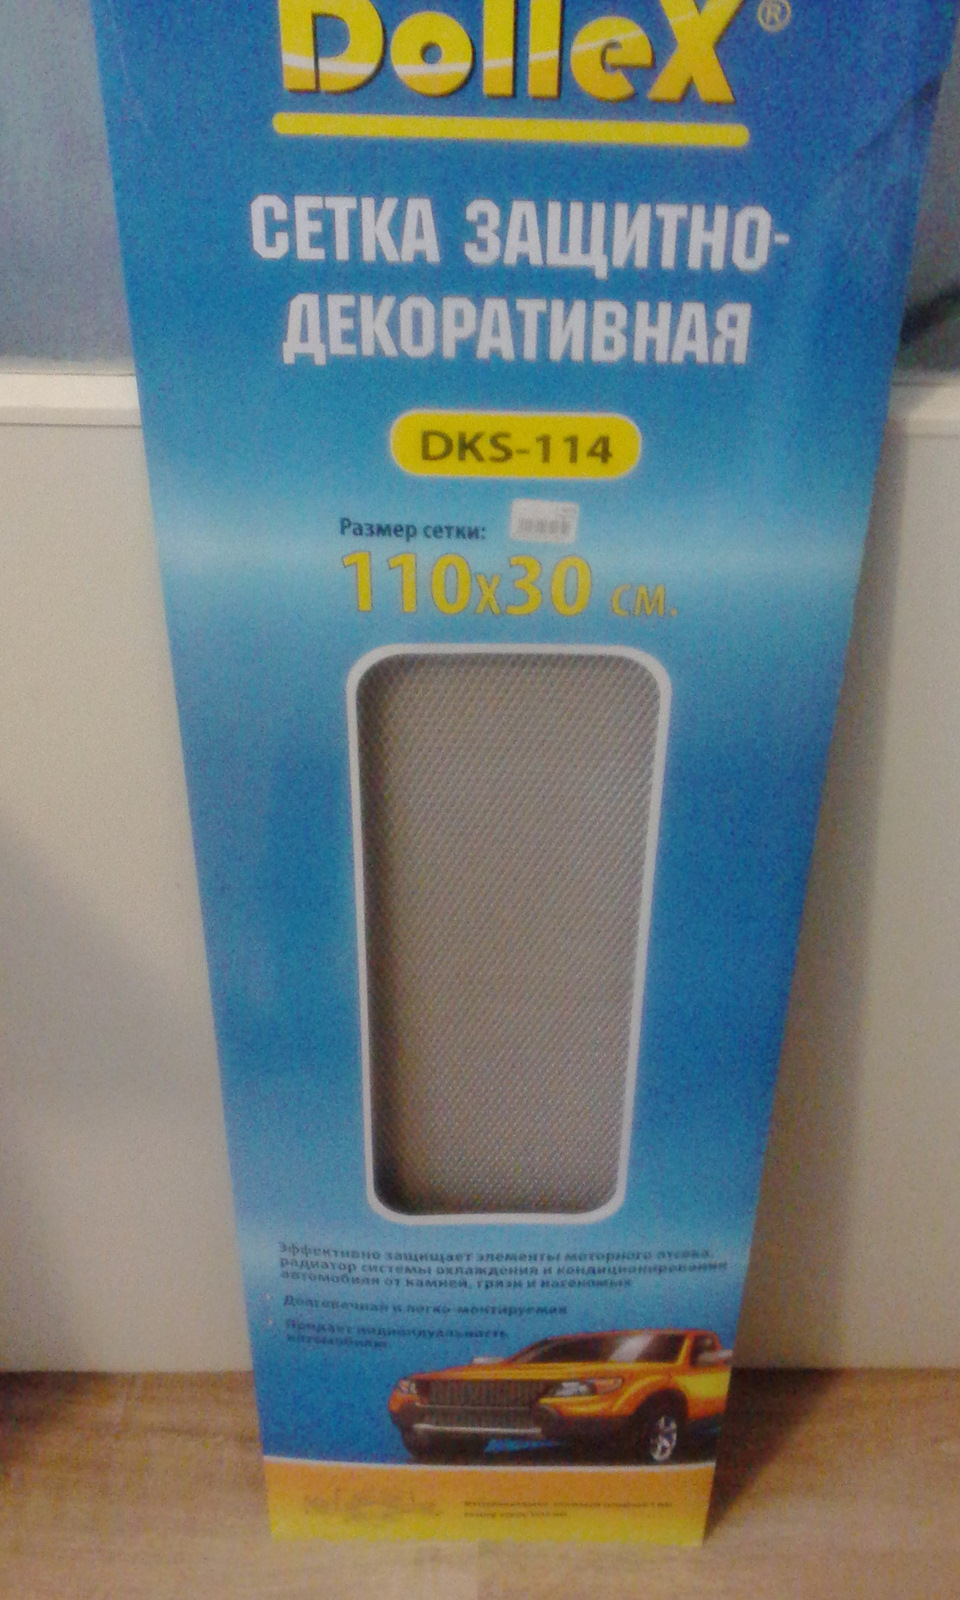 Dollex®
СЕТКА ЗАЩИТНО-
ДЕКОРАТИВНАЯ
DKS-114
Размер сетки:
110x30 см.
Эффективно защищает элементы моторного отсека,
радиатор системы охлаждения и кондиционирования
автомобиля от камней, грязи и насекомых
Долговечная и легко монтируемая
Придает индивидуальность
автомобилю.